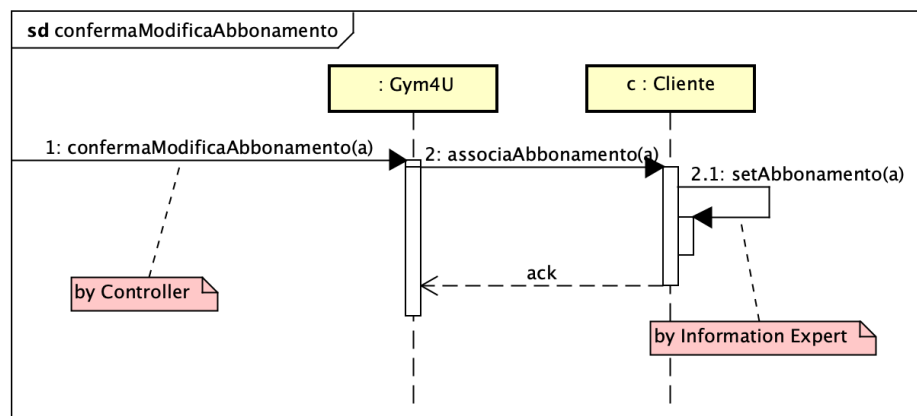 sd confermaModificaAbbonamento
: Gym4U
c : Cliente
1: confermaModificaAbbonamento(a)
2: associaAbbonamento(a)
2.1: setAbbonamento(a)
ack
by Controller
by Information Expert